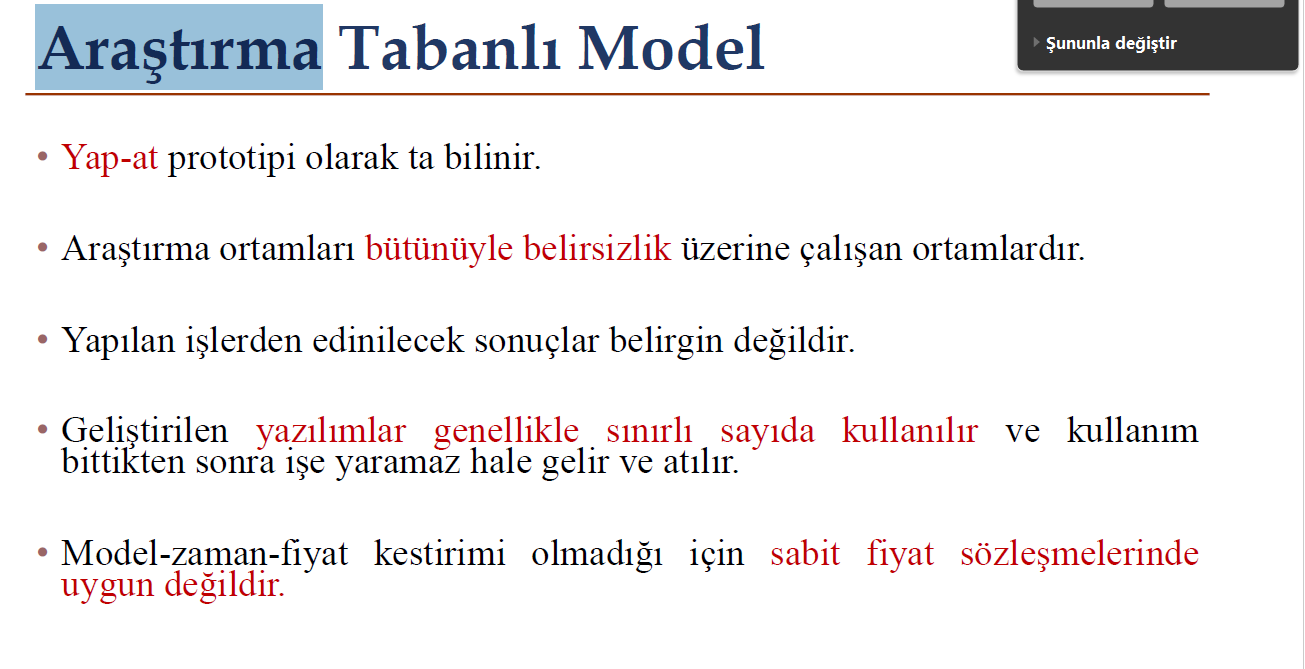 Araştırma Tabanlı Model
Şununla değiştir
• Yap-at prototipi olarak ta bilinir.
• Araştırma ortamları bütünüyle belirsizlik üzerine çalışan ortamlardır.
• Yapılan işlerden edinilecek sonuçlar belirgin değildir.
• Geliştirilen yazılımlar genellikle sınırlı sayıda kullanılır ve kullanım
bittikten sonra işe yaramaz hale gelir ve atılır.
• Model-zaman-fiyat kestirimi olmadığı için sabit fiyat sözleşmelerinde
uygun değildir.